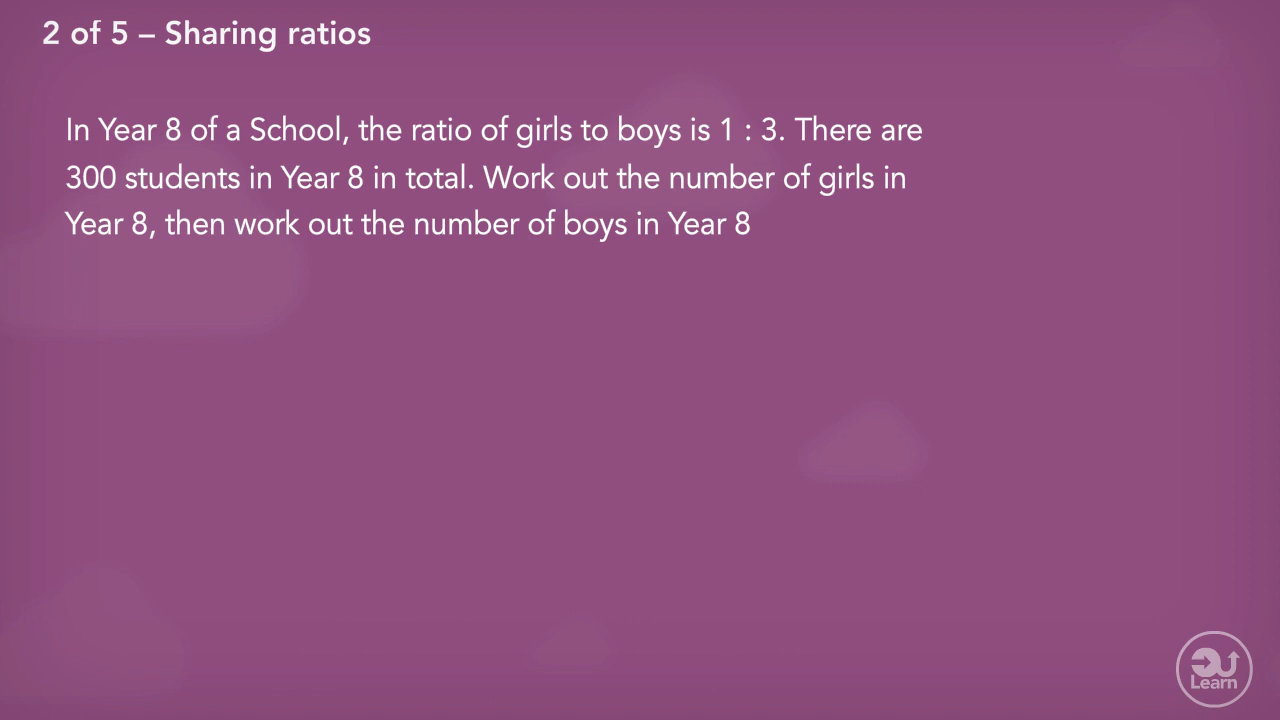 2 of 5 – Sharing ratios
In Year 8 of a School, the ratio of girls to boys is 1 : 3. There are
300 students in Year 8 in total. Work out the number of girls in
Year 8, then work out the number of boys in Year 8
Learn